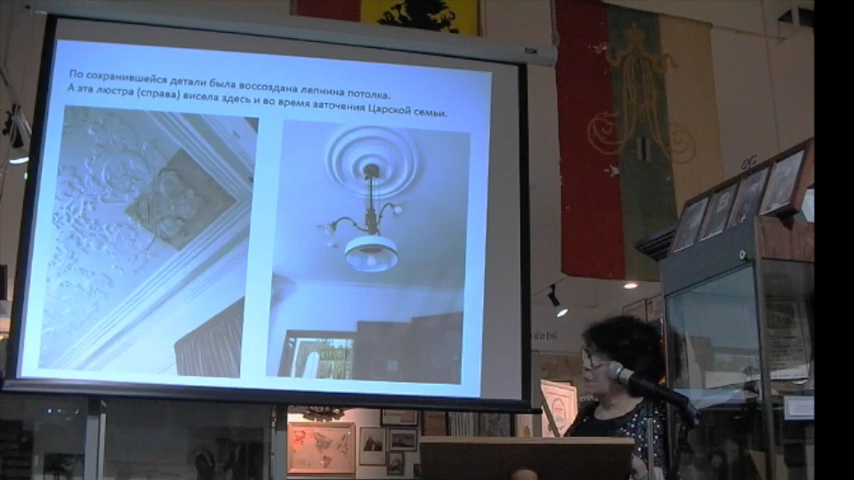 По сохранившейся детали была воссоздана лепнина потолка.
А эта люстра (справа) висела здесь и во время заточения Царской семьи.